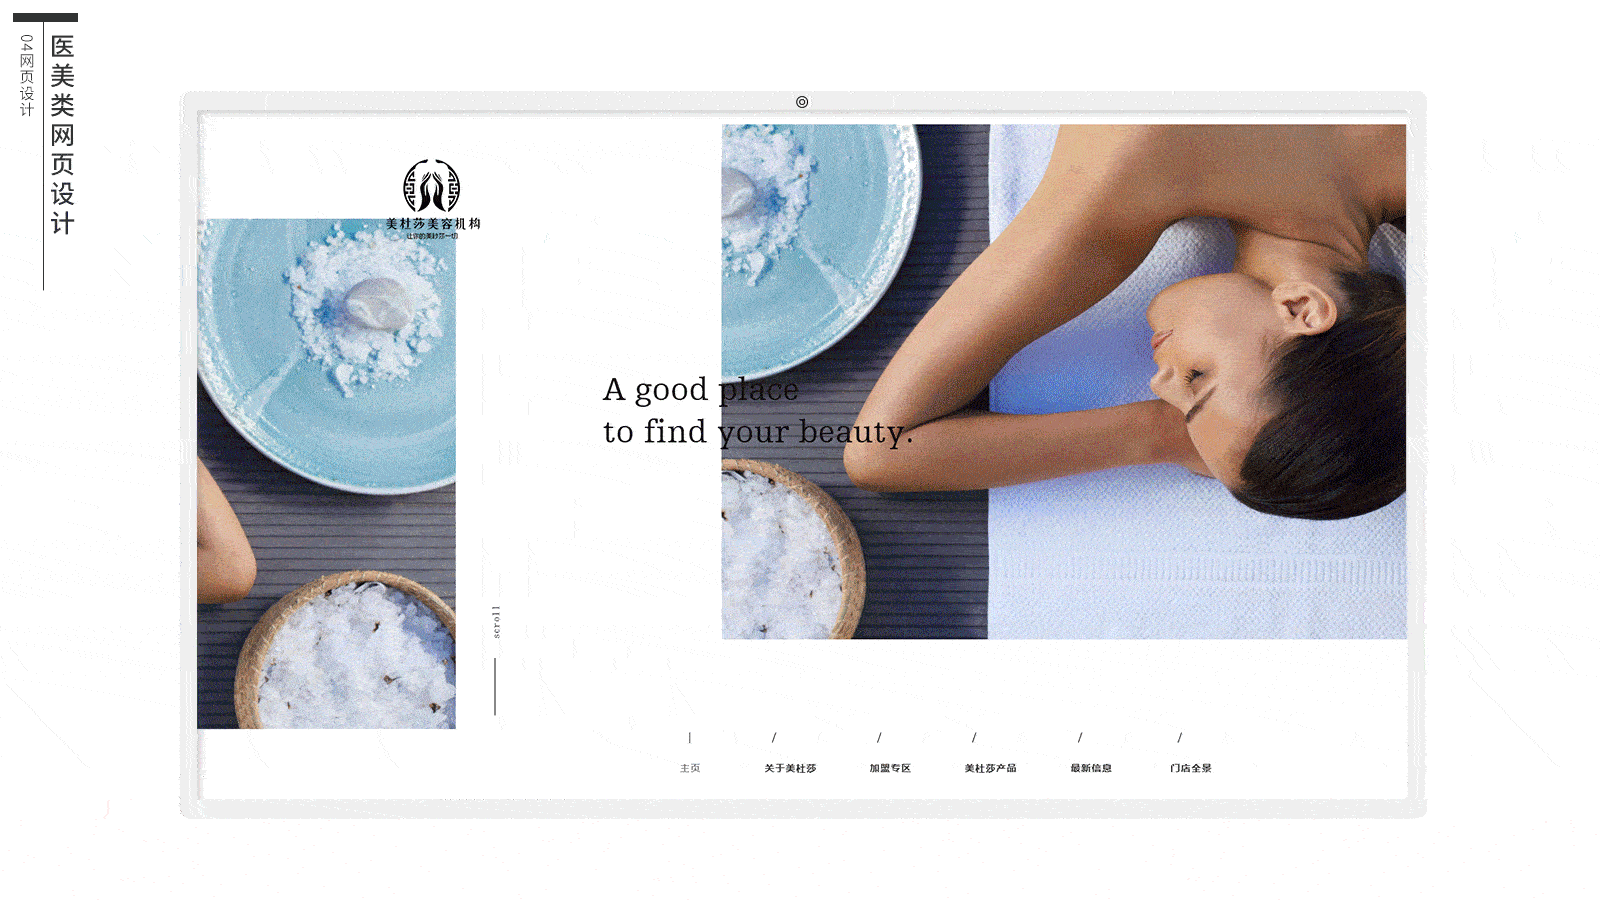 医美类网页设计
04网页设计
美杜莎美容机构
A good place
to find your beauty.
scroll
主页
关于美杜莎
加盟专区
美杜莎产品
最新信息
门店全景